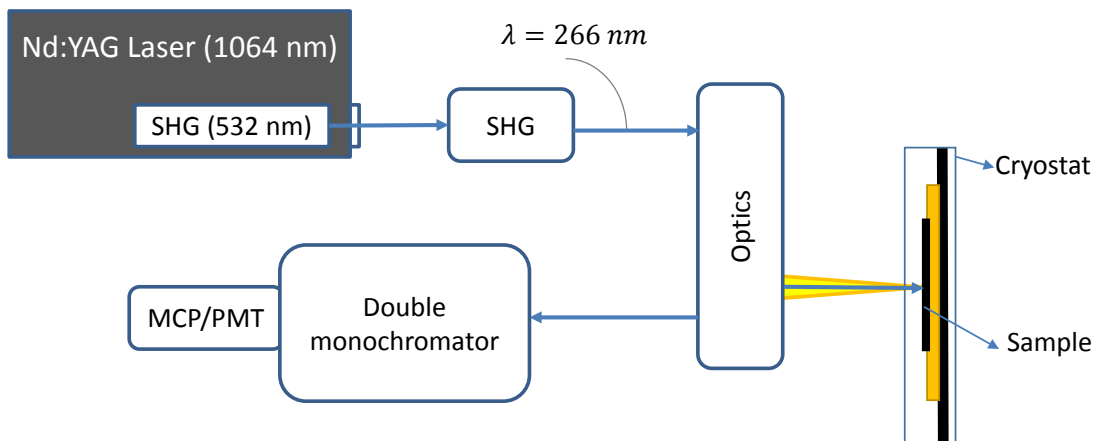 Nd:YAG Laser (1064 nm)
SHG (532 nm)
SHG
λ = 266 nm
Optics
Cryostat
Sample
Double
monochromator
MCP/PMT